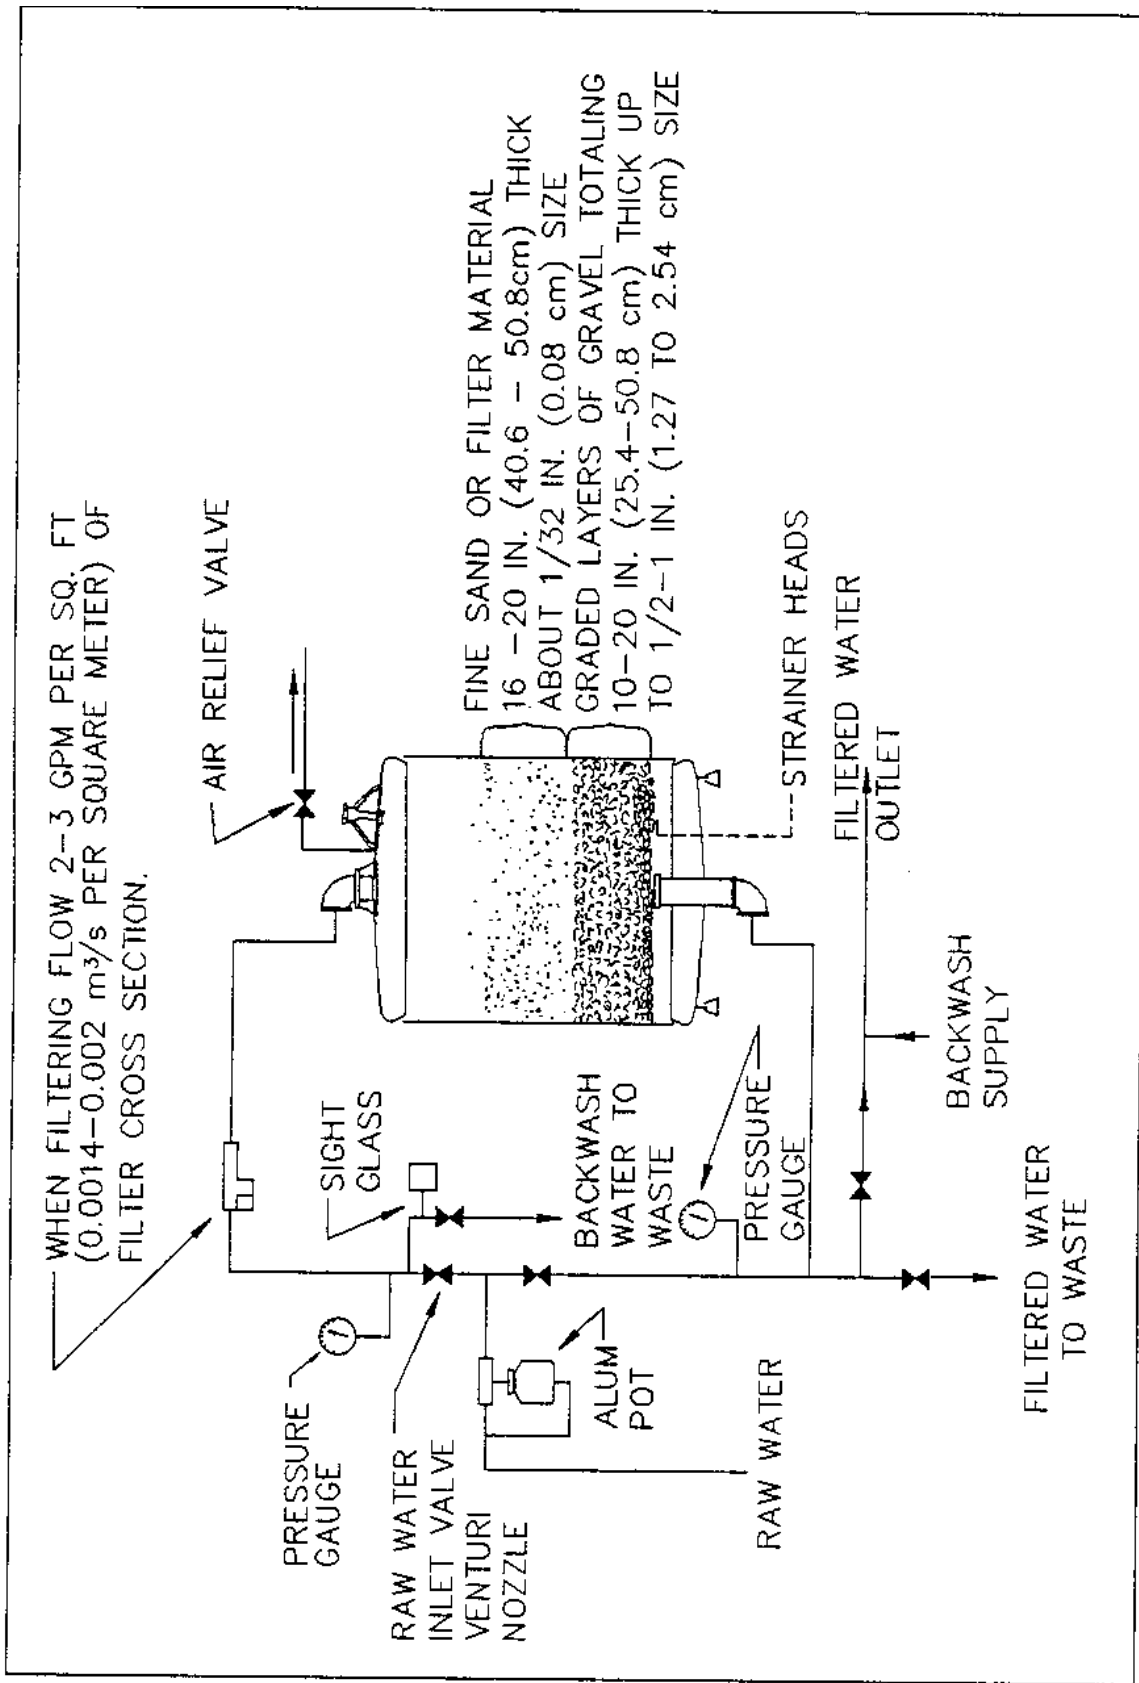 WHEN FILTERING FLOW 2-3 GPM PER SQ. FT
(0.0014-0.002 m³/s PER SQUARE METER) OF
FILTER CROSS SECTION.
AIR RELIEF VALVE
SIGHT
GLASS
PRESSURE
GAUGE
RAW WATER
INLET VALVE
VENTURI
NOZZLE
FINE SAND OR FILTER MATERIAL
16 -20 IN. (40.6 - 50.8cm) THICK
ABOUT 1/32 IN. (0.08 cm) SIZE
GRADED LAYERS OF GRAVEL TOTALING
10-20 IN. (25.4-50.8 cm) THICK UP
TO 1/2-1 IN. (1.27 TO 2.54 cm) SIZE
BACKWASH
WATER TO
WASTE
ALUM
POT
PRESSURE
GAUGE
STRAINER HEADS
RAW WATER
FILTERED WATER
OUTLET
BACKWASH
SUPPLY
FILTERED WATER
TO WASTE